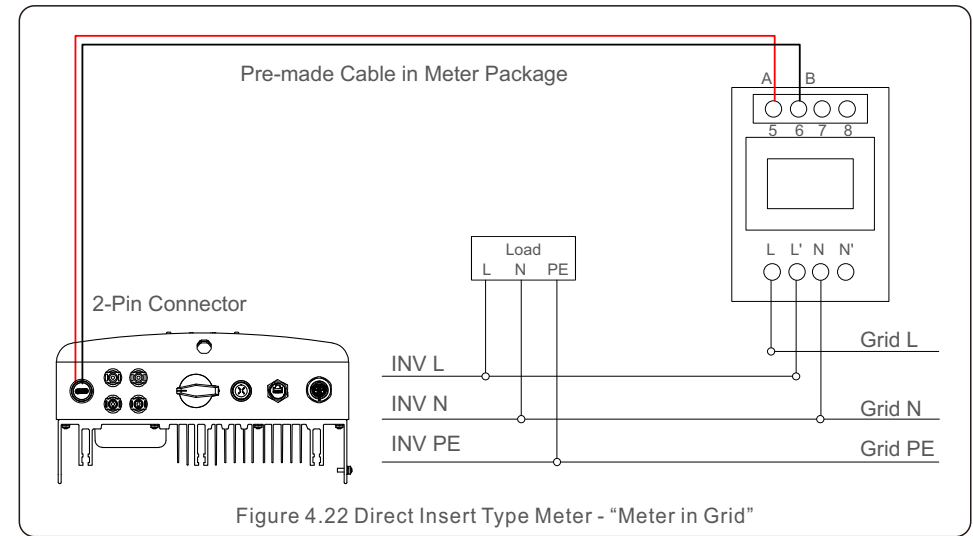 Pre-made Cable in Meter Package
A B
5 6 7 8
L L' N N'
Load
L N PE
2-Pin Connector
INV L
Grid L
INV N
Grid N
INV PE
Grid PE
Figure 4.22 Direct Insert Type Meter - “Meter in Grid”